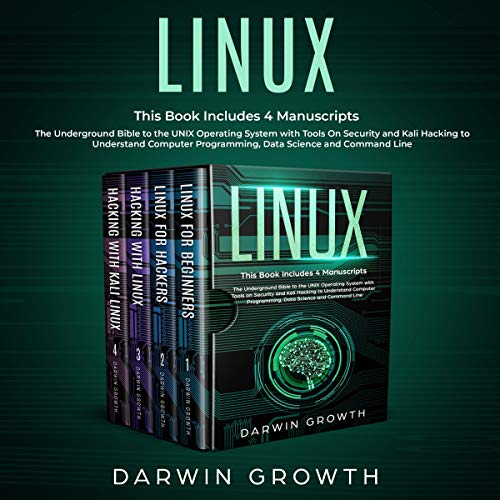 LINUX
This Book Includes 4 Manuscripts
The Underground Bible to the UNIX Operating System with Tools On Security and Kali Hacking to
Understand Computer Programming, Data Science and Command Line
HACKING WITH KALI LINUX
4
DARWIN GROWTH
HACKING WITH LINUX
3
DARWIN GROWTH
LINUX FOR HACKERS
2
DARWIN GROWTH
LINUX FOR BEGINNERS
1
DARWIN GROWTH
LINUX
This Book Includes 4 Manuscripts
The Underground Bible to the UNIX Operating System with
Tools on Security and Kali Hacking to Understand Computer
Programming, Data Science and Command Line
DARWIN GROWTH
DARWIN GROWTH